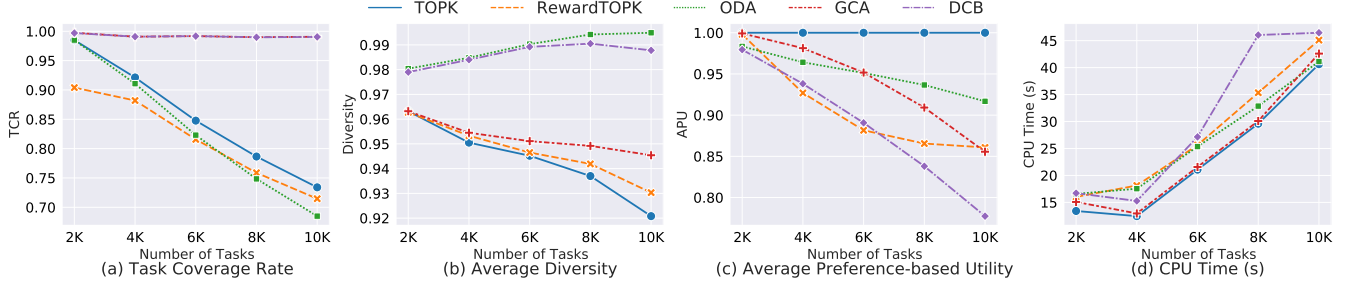 TOPK RewardTOPK ODA GCA DCB
TCR
1.00
0.95
0.90
0.85
0.80
0.75
0.70
2K 4K 6K 8K 10K
Number of Tasks
(a) Task Coverage Rate
Diversity
0.99
0.98
0.97
0.96
0.95
0.94
0.93
0.92
2K 4K 6K 8K 10K
Number of Tasks
(b) Average Diversity
APU
1.00
0.95
0.90
0.85
0.80
2K 4K 6K 8K 10K
Number of Tasks
(c) Average Preference-based Utility
CPU Time (s)
45
40
35
30
25
20
15
2K 4K 6K 8K 10K
Number of Tasks
(d) CPU Time (s)